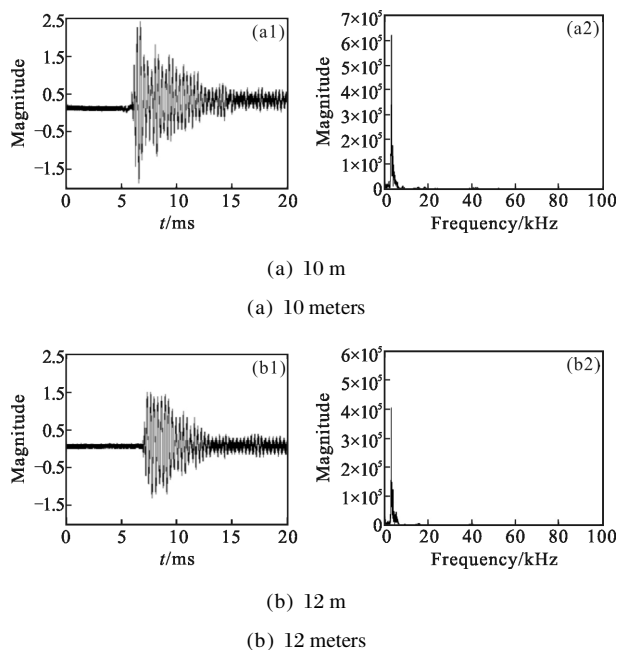 (a1)
2.5
1.5
0.5
−0.5
−1.5
Magnitude
0 5 10 15 20
t/ms
(a2)
7×10⁵
6×10⁵
5×10⁵
4×10⁵
3×10⁵
2×10⁵
1×10⁵
0
Magnitude
0 20 40 60 80 100
Frequency/kHz
(a) 10 m
(a) 10 meters
(b1)
2.5
1.5
0.5
−0.5
−1.5
Magnitude
0 5 10 15 20
t/ms
(b2)
6×10⁵
5×10⁵
4×10⁵
3×10⁵
2×10⁵
1×10⁵
0
Magnitude
0 20 40 60 80 100
Frequency/kHz
(b) 12 m
(b) 12 meters